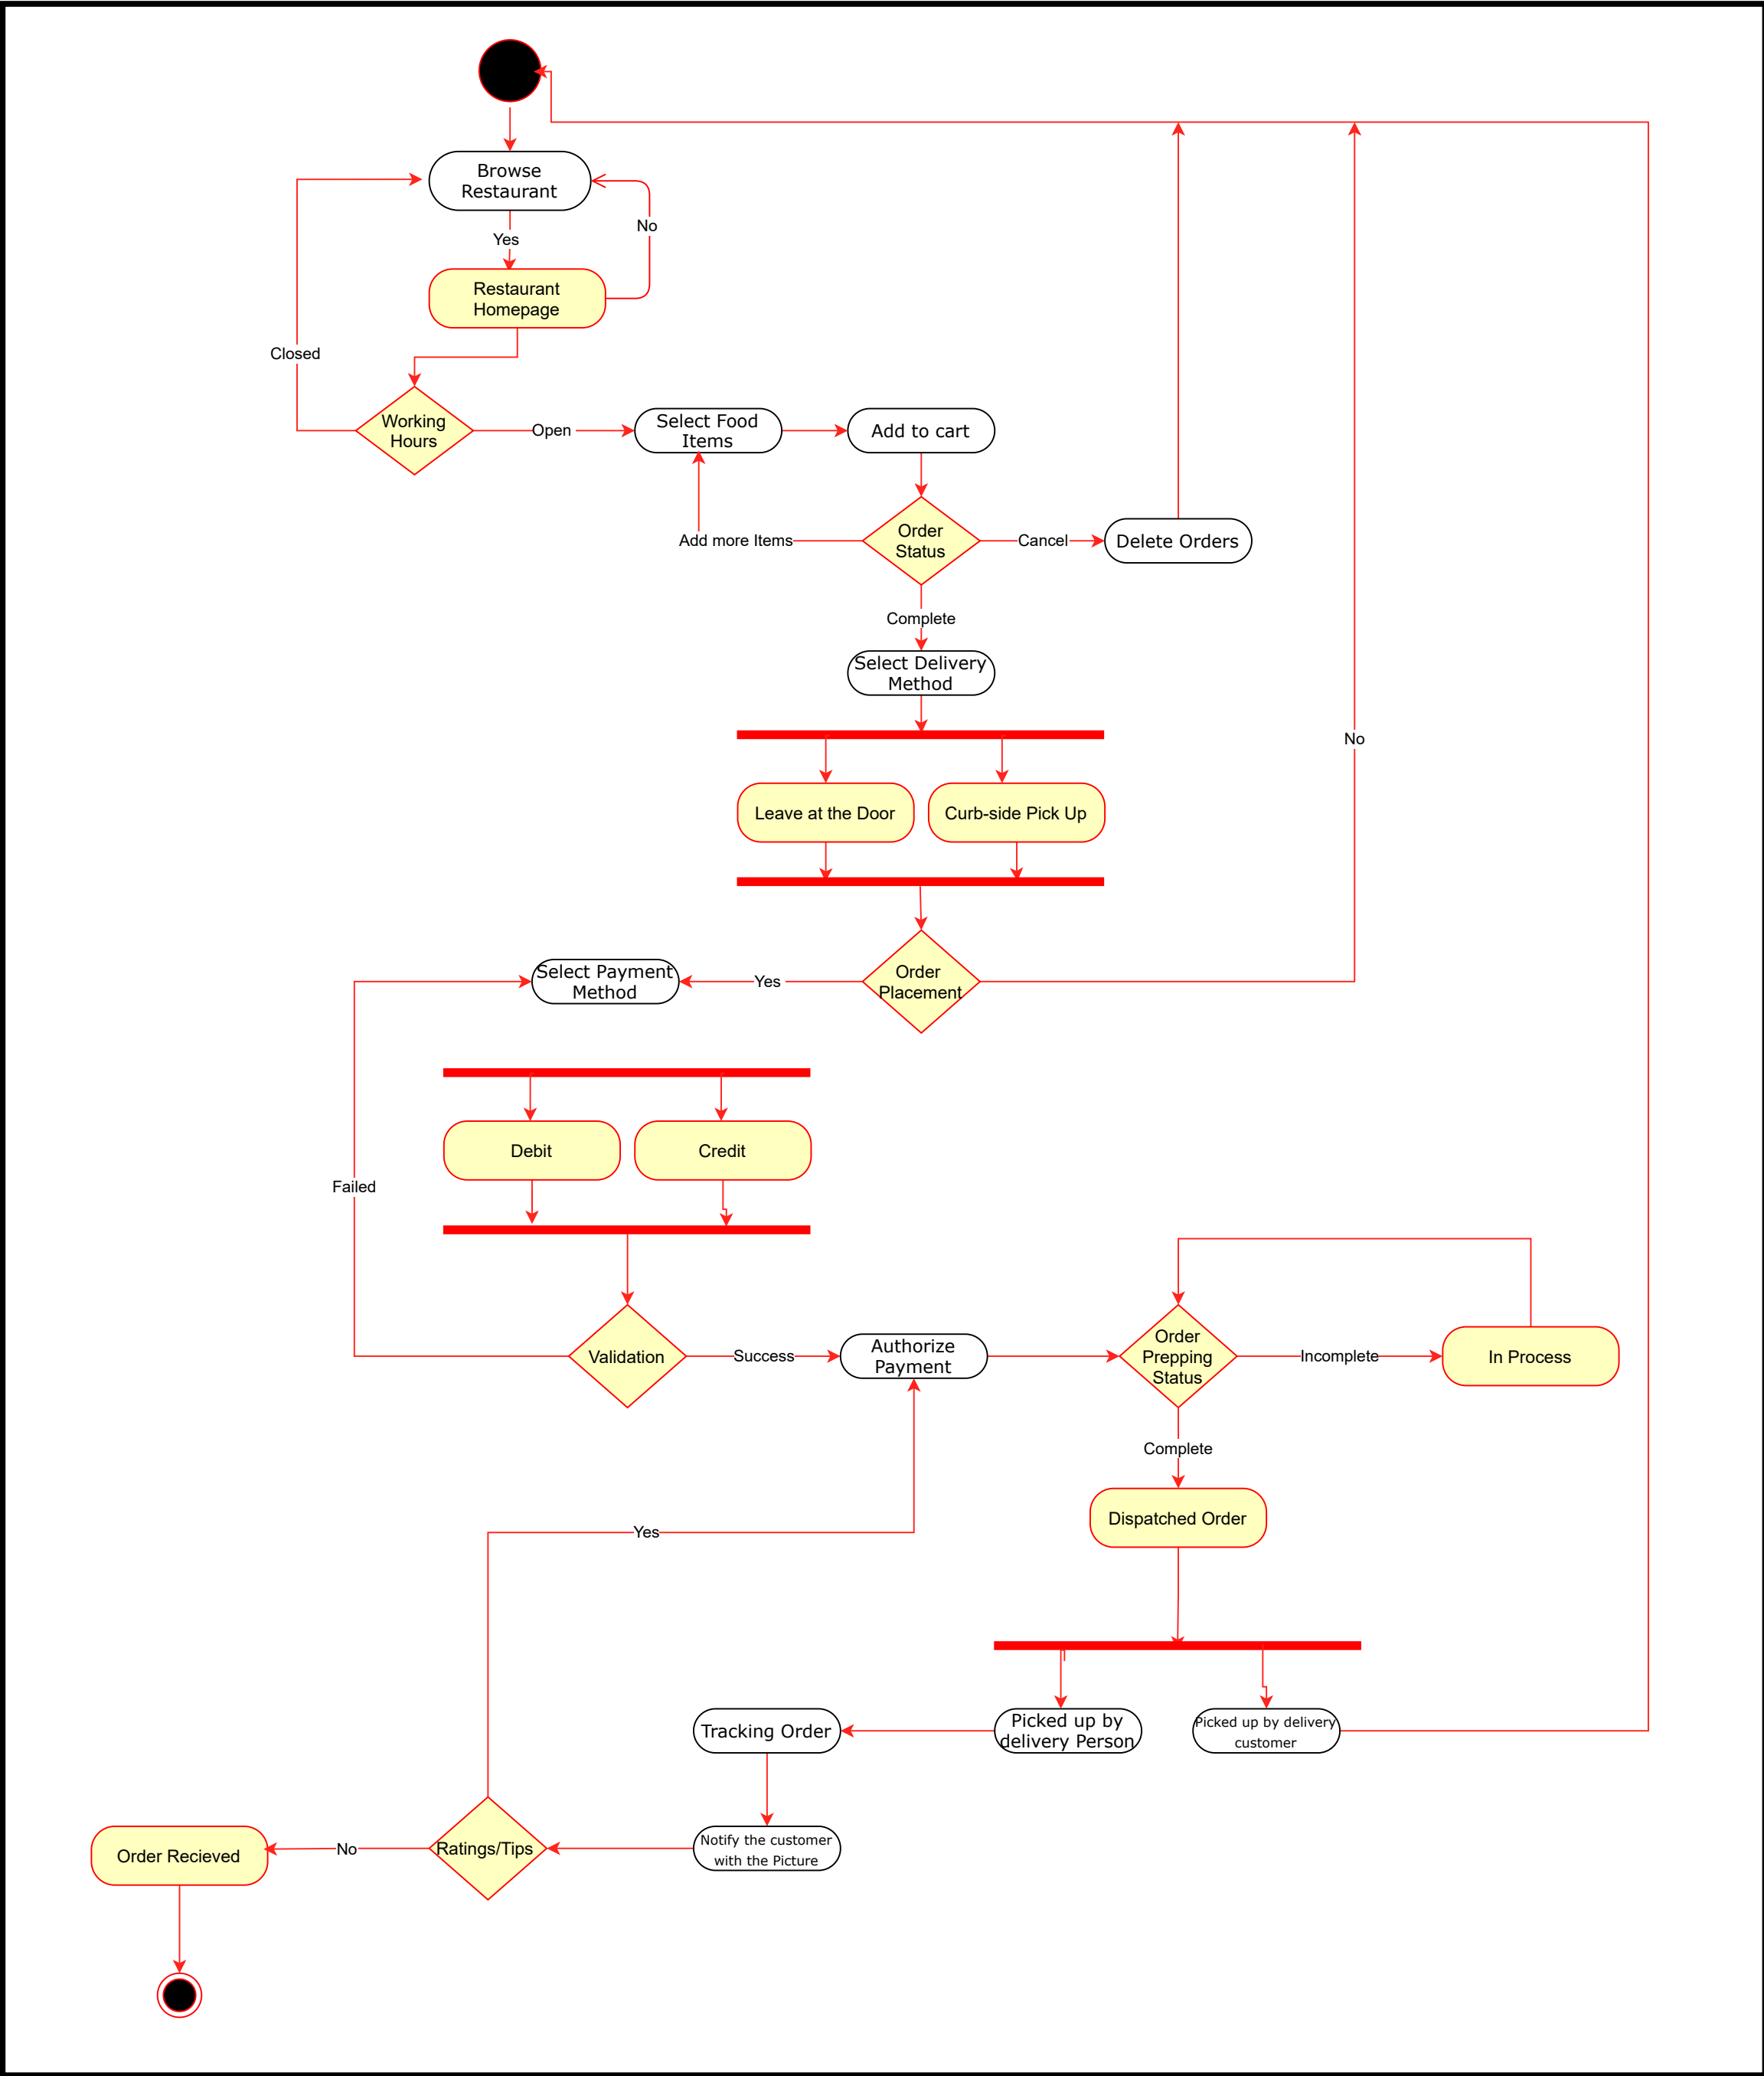 Browse
Restaurant
No
Yes
Restaurant
Homepage
Closed
Working
Hours
Open
Select Food
Items
Add to cart
Add more Items
Order
Status
Cancel
Delete Orders
Complete
Select Delivery
Method
No
Leave at the Door
Curb-side Pick Up
Select Payment
Method
Yes
Order
Placement
Debit
Credit
Failed
Validation
Success
Authorize
Payment
Order
Prepping
Status
Incomplete
In Process
Complete
Dispatched Order
Yes
Tracking Order
Picked up by
delivery Person
Picked up by delivery
customer
Order Recieved
No
Ratings/Tips
Notify the customer
with the Picture